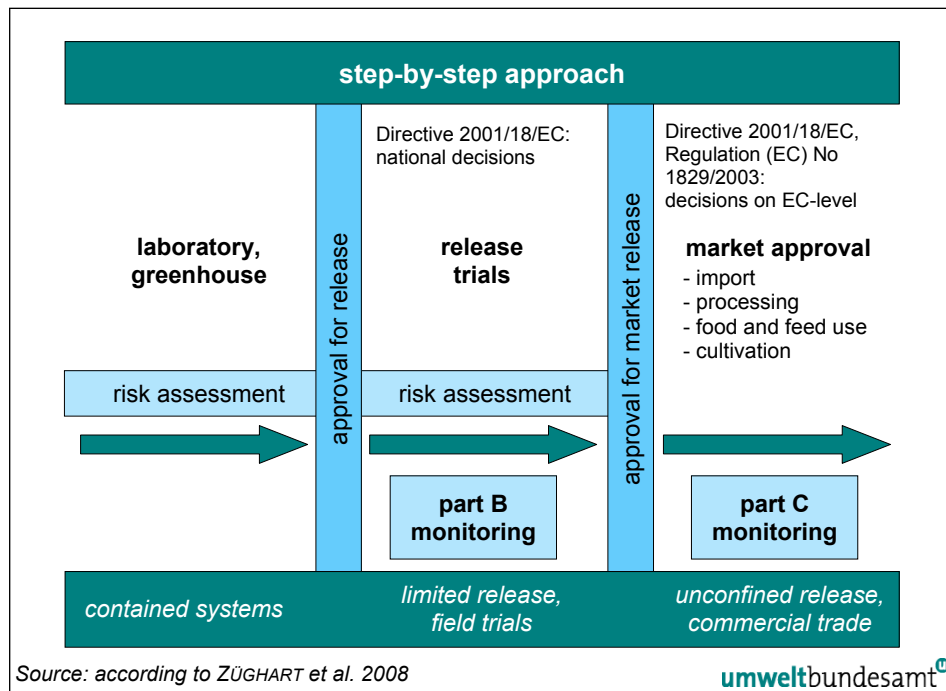 step-by-step approach
laboratory,
greenhouse
risk assessment
approval for release
Directive 2001/18/EC:
national decisions
release
trials
risk assessment
part B
monitoring
approval for market release
Directive 2001/18/EC,
Regulation (EC) No
1829/2003:
decisions on EC-level
market approval
- import
- processing
- food and feed use
- cultivation
part C
monitoring
contained systems
limited release,
field trials
unconfined release,
commercial trade
Source: according to ZÜGHART et al. 2008
umweltbundesamt u